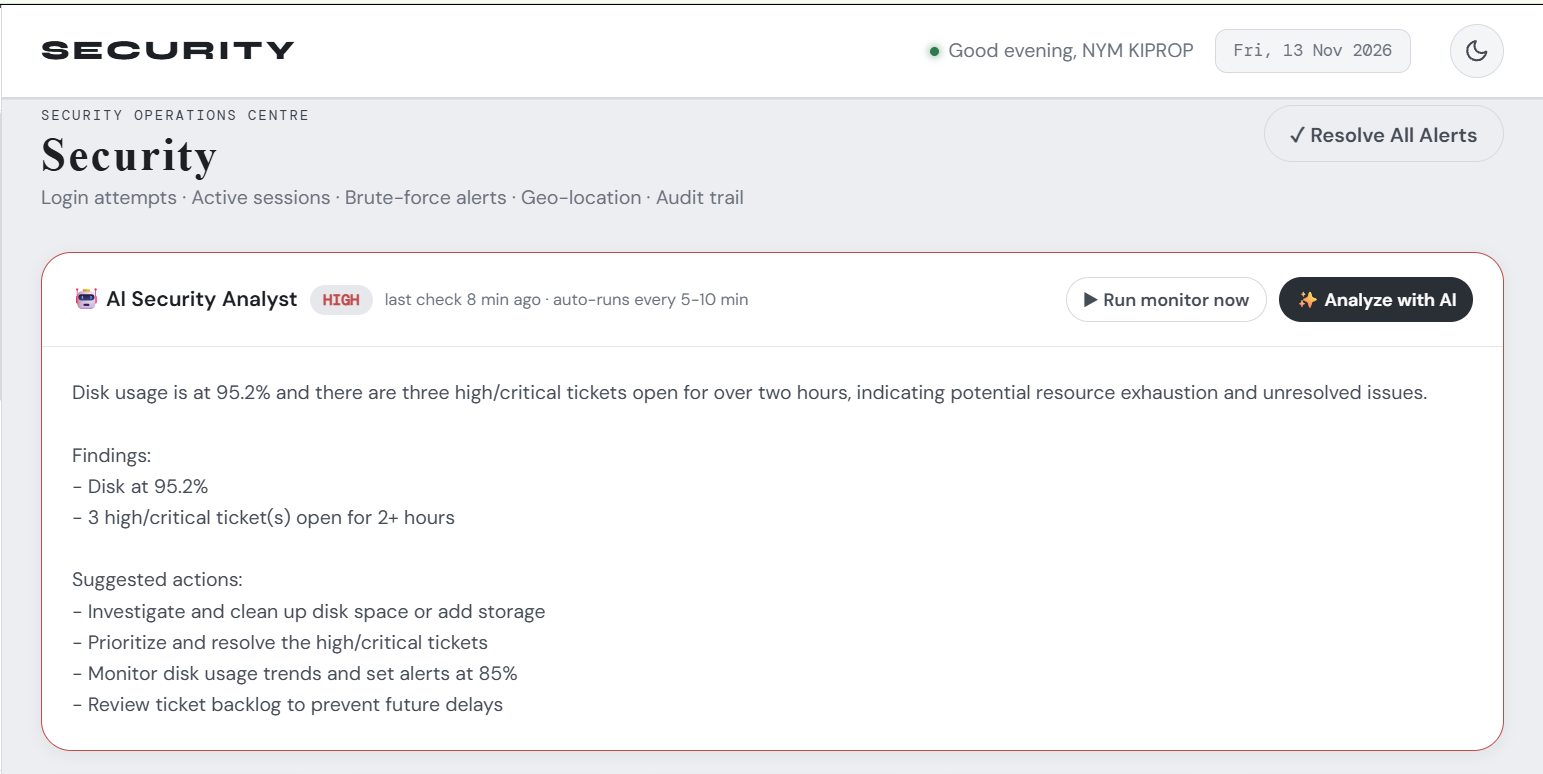 SECURITY
Good evening, NYM KIPROP
Fri, 13 Nov 2026
SECURITY OPERATIONS CENTRE
Security
✓ Resolve All Alerts
Login attempts · Active sessions · Brute-force alerts · Geo-location · Audit trail
AI Security Analyst HIGH last check 8 min ago · auto-runs every 5-10 min
▶ Run monitor now
✨ Analyze with AI
Disk usage is at 95.2% and there are three high/critical tickets open for over two hours, indicating potential resource exhaustion and unresolved issues.
Findings:
- Disk at 95.2%
- 3 high/critical ticket(s) open for 2+ hours
Suggested actions:
- Investigate and clean up disk space or add storage
- Prioritize and resolve the high/critical tickets
- Monitor disk usage trends and set alerts at 85%
- Review ticket backlog to prevent future delays